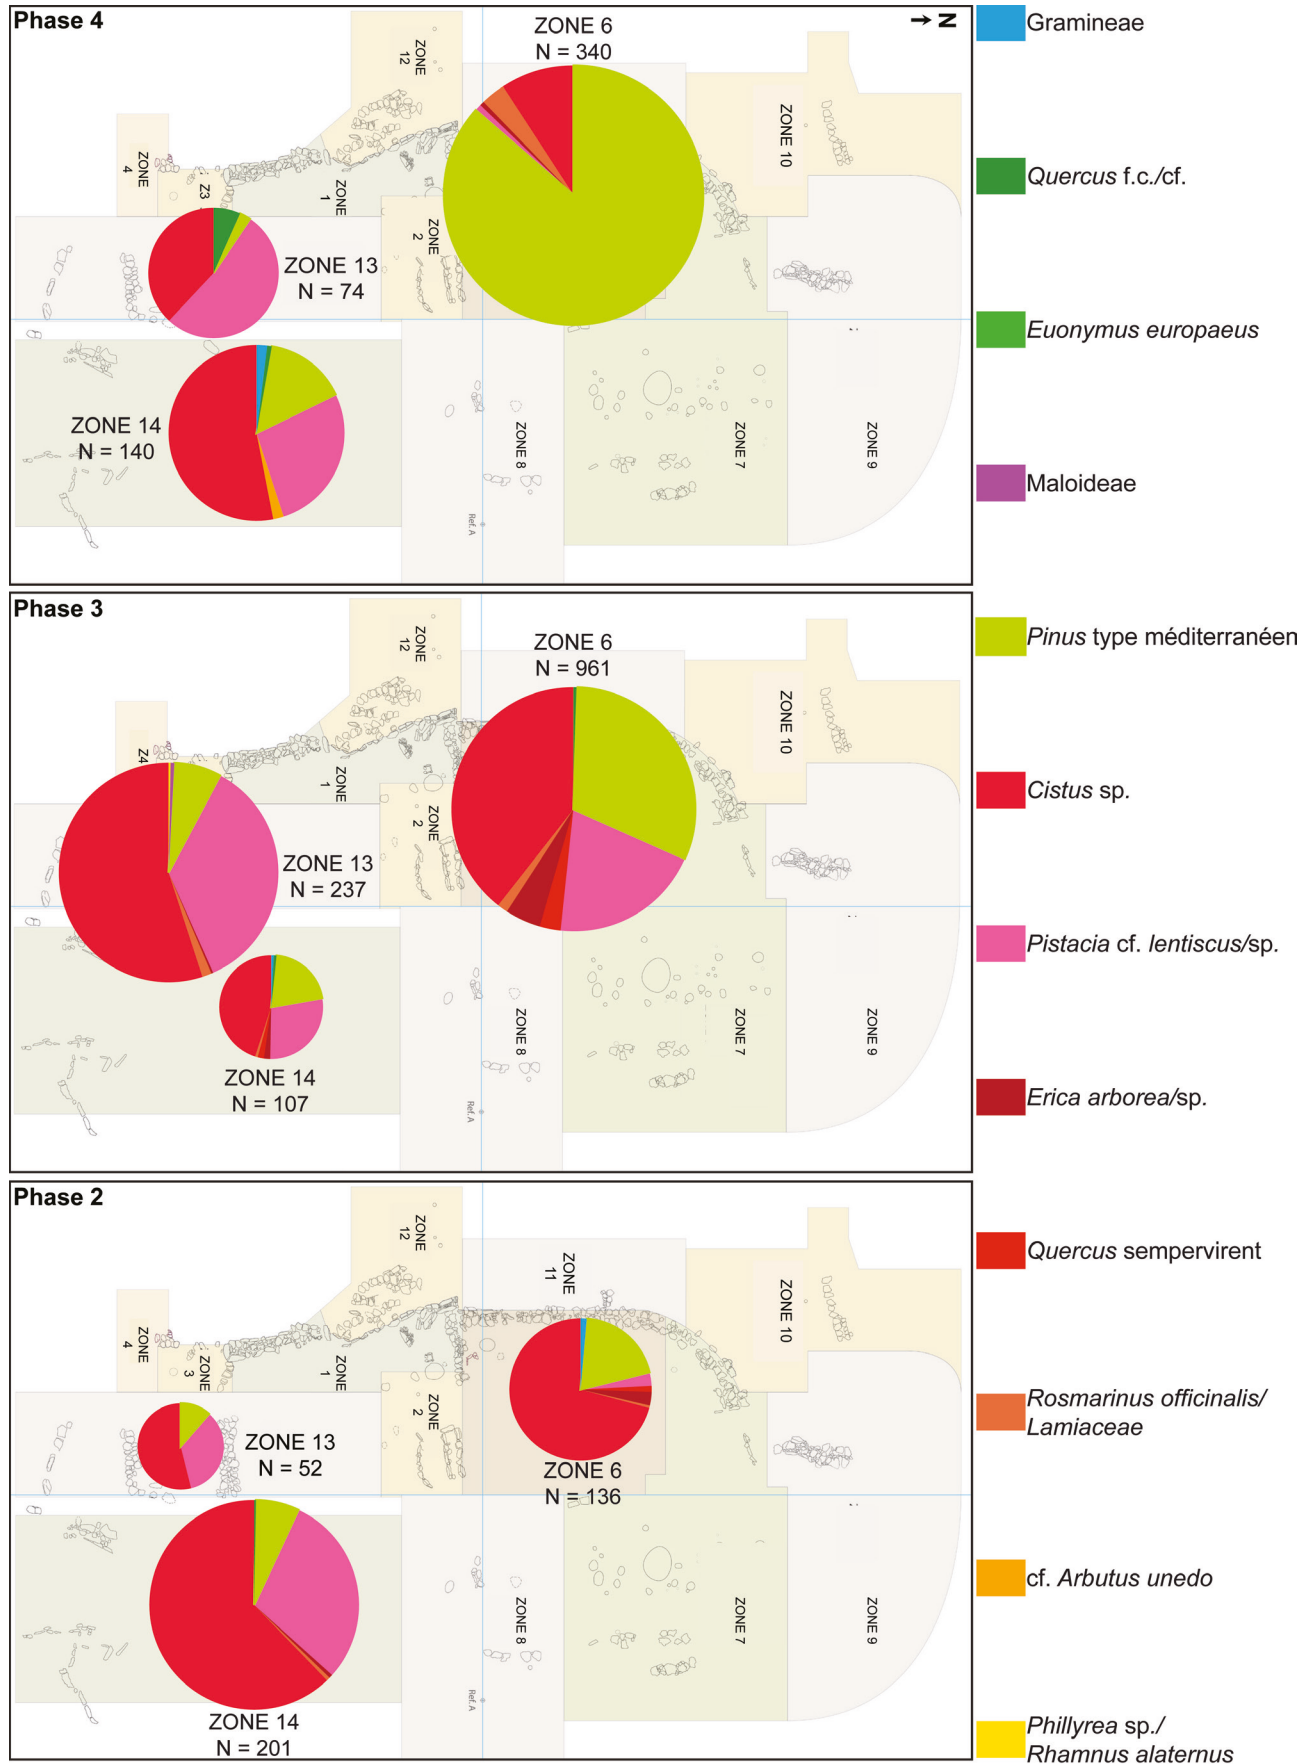 Phase 4
N
ZONE 6
N = 340
ZONE
12
ZONE 10
ZONE
4
Z3
ZONE
1
ZONE
2
ZONE 13
N = 74
ZONE 14
N = 140
ZONE 8
ZONE 7
ZONE 9
Ref.A
Phase 3
ZONE 6
N = 961
ZONE
12
ZONE 10
Z4
ZONE
1
ZONE
2
ZONE 13
N = 237
ZONE 14
N = 107
ZONE 8
ZONE 7
ZONE 9
Ref.A
Phase 2
ZONE
12
ZONE
11
ZONE 10
ZONE
4
ZONE
3
ZONE
1
ZONE
2
ZONE 13
N = 52
ZONE 6
N = 136
ZONE 14
N = 201
ZONE 8
ZONE 7
ZONE 9
Ref.A
Gramineae
Quercus f.c./cf.
Euonymus europaeus
Maloideae
Pinus type méditerranéen
Cistus sp.
Pistacia cf. lentiscus/sp.
Erica arborea/sp.
Quercus sempervirent
Rosmarinus officinalis/
Lamiaceae
cf. Arbutus unedo
Phillyrea sp./
Rhamnus alaternus